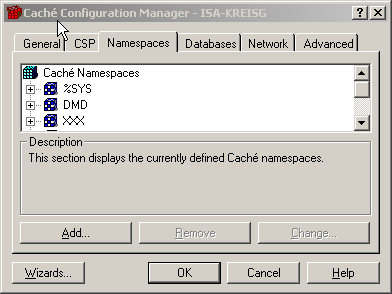 Caché Configuration Manager - ISA-KREISG
General CSP Namespaces Databases Network Advanced
Caché Namespaces
%SYS
DMD
XXX
Description
This section displays the currently defined Caché namespaces.
Add... Remove Change...
Wizards... OK Cancel Help